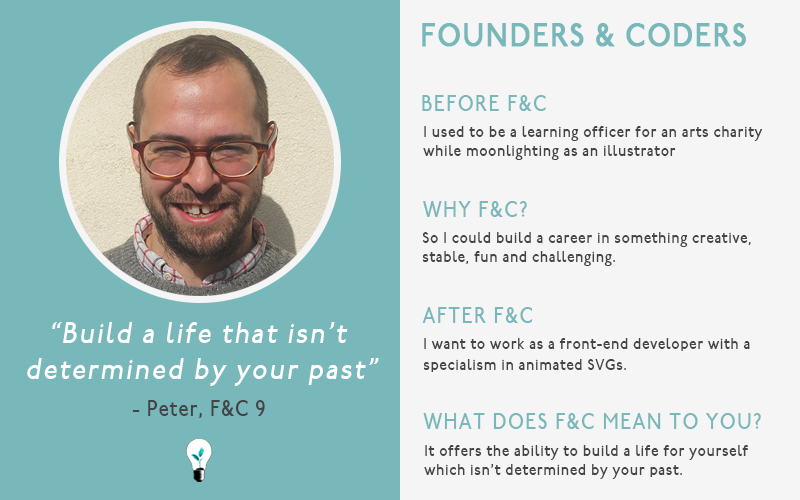 “Build a life that isn’t
determined by your past”
- Peter, F&C 9
FOUNDERS & CODERS
BEFORE F&C
I used to be a learning officer for an arts charity
while moonlighting as an illustrator
WHY F&C?
So I could build a career in something creative,
stable, fun and challenging.
AFTER F&C
I want to work as a front-end developer with a
specialism in animated SVGs.
WHAT DOES F&C MEAN TO YOU?
It offers the ability to build a life for yourself
which isn’t determined by your past.